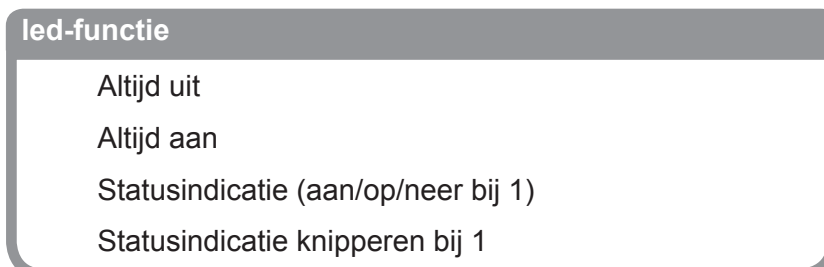 led-functie
Altijd uit
Altijd aan
Statusindicatie (aan/op/neer bij 1)
Statusindicatie knipperen bij 1